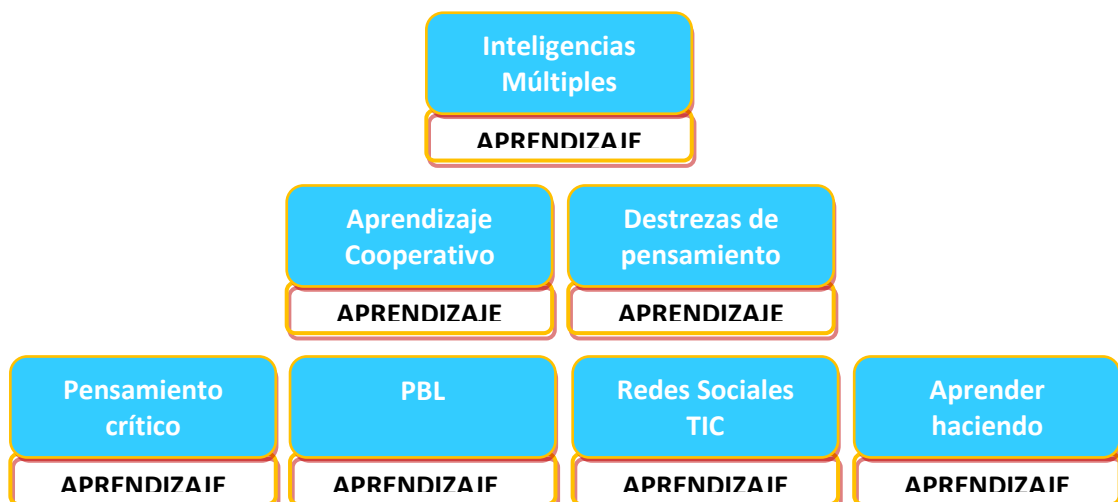 Inteligencias
Múltiples
APRENDIZAJE
Aprendizaje
Cooperativo
Destrezas de
pensamiento
APRENDIZAJE
APRENDIZAJE
Pensamiento
crítico
PBL
Redes Sociales
TIC
Aprender
haciendo
APRENDIZAJE
APRENDIZAJE
APRENDIZAJE
APRENDIZAJE